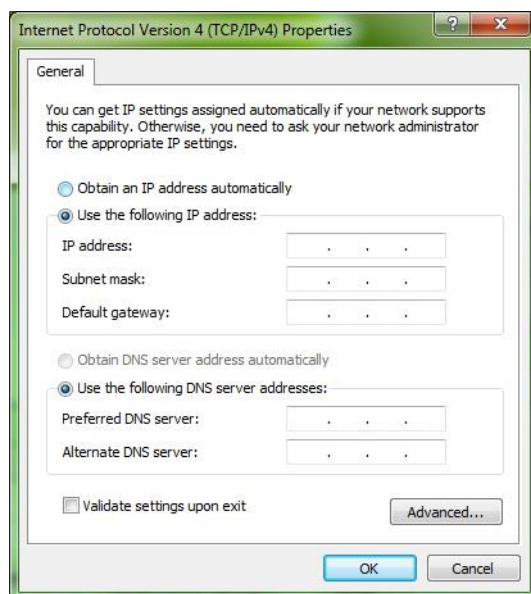 Internet Protocol Version 4 (TCP/IPv4) Properties
? X
General
You can get IP settings assigned automatically if your network supports
this capability. Otherwise, you need to ask your network administrator
for the appropriate IP settings.
Obtain an IP address automatically
Use the following IP address:
IP address: . . .
Subnet mask: . . .
Default gateway: . . .
Obtain DNS server address automatically
Use the following DNS server addresses:
Preferred DNS server: . . .
Alternate DNS server: . . .
Validate settings upon exit
Advanced...
OK Cancel